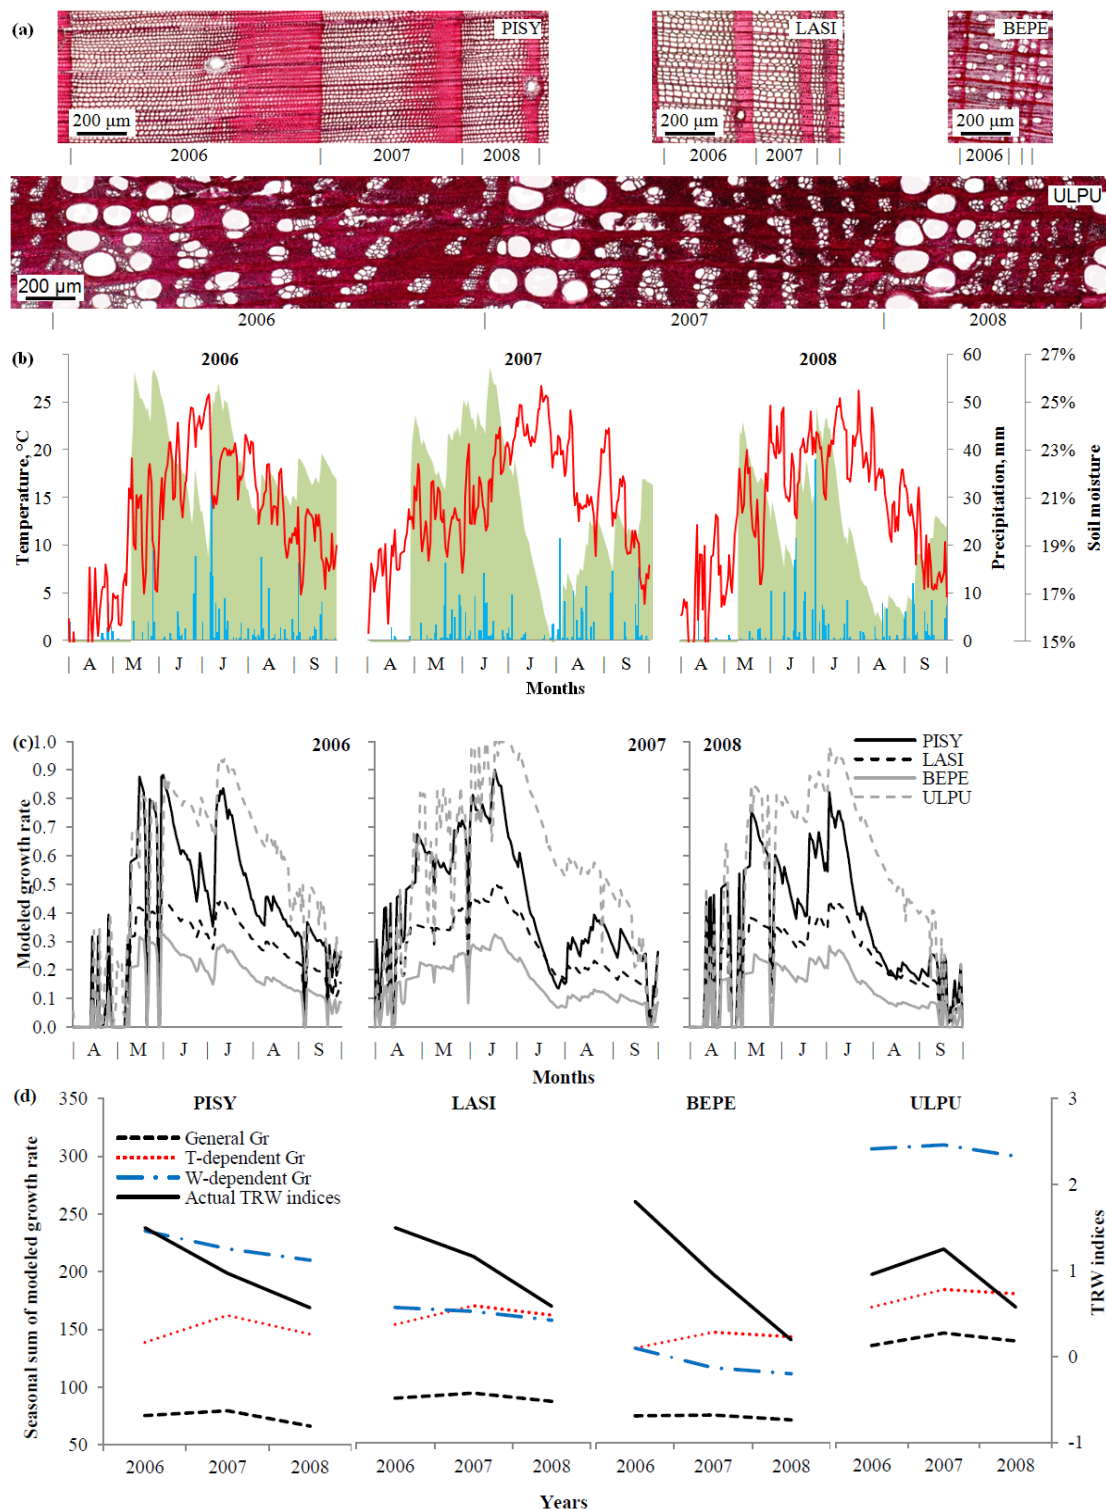 (a)
PISY
LASI
BEPE
200 µm
200 µm
200 µm
2006 2007 2008
2006 2007
2006
ULPU
200 µm
2006 2007 2008
(b)
2006 2007 2008
Temperature, °C
25
20
15
10
5
0
60
50
40
30
20
10
0
Precipitation, mm
27%
25%
23%
21%
19%
17%
15%
Soil moisture
A M J J A S
A M J J A S
A M J J A S
Months
(c)
2006 2007 2008
PISY
LASI
BEPE
ULPU
Modeled growth rate
1.0
0.9
0.8
0.7
0.6
0.5
0.4
0.3
0.2
0.1
0.0
A M J J A S
A M J J A S
A M J J A S
Months
(d)
PISY LASI BEPE ULPU
General Gr
T-dependent Gr
W-dependent Gr
Actual TRW indices
Seasonal sum of modeled growth rate
350
300
250
200
150
100
50
3
2
1
0
-1
TRW indices
2006 2007 2008
2006 2007 2008
2006 2007 2008
2006 2007 2008
Years